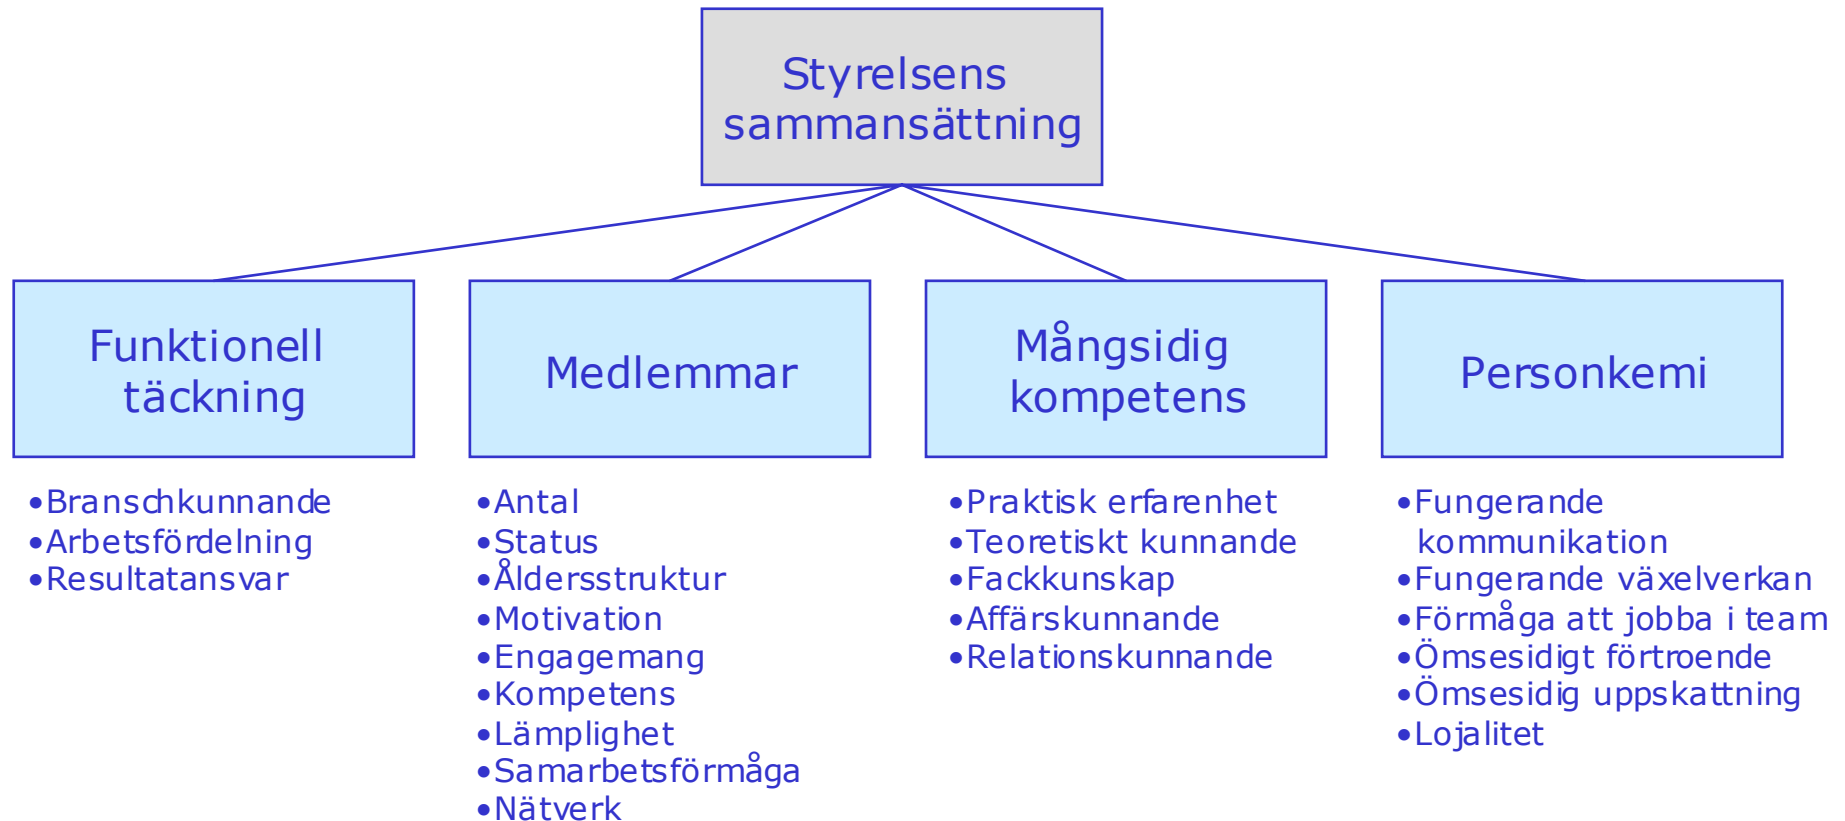 Styrelsens
sammansättning
Funktionell
täckning
•Branschkunnande
•Arbetsfördelning
•Resultatansvar
Medlemmar
•Antal
•Status
•Åldersstruktur
•Motivation
•Engagemang
•Kompetens
•Lämplighet
•Samarbetsförmåga
•Nätverk
Mångsidig
kompetens
•Praktisk erfarenhet
•Teoretiskt kunnande
•Fackkunskap
•Affärskunnande
•Relationskunnande
Personkemi
•Fungerande
kommunikation
•Fungerande växelverkan
•Förmåga att jobba i team
•Ömsesidigt förtroende
•Ömsesidig uppskattning
•Lojalitet